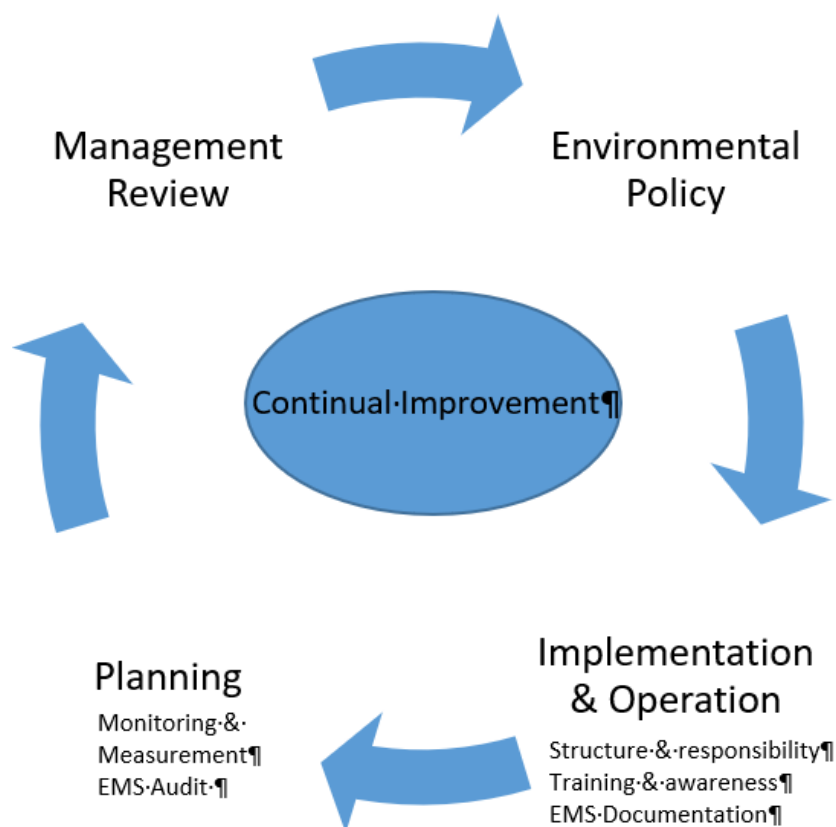 Management
Review
Environmental
Policy
Continual·Improvement¶
Planning
Monitoring·&·
Measurement¶
EMS·Audit·¶
Implementation
& Operation
Structure·&·responsibility¶
Training·&·awareness¶
EMS·Documentation¶